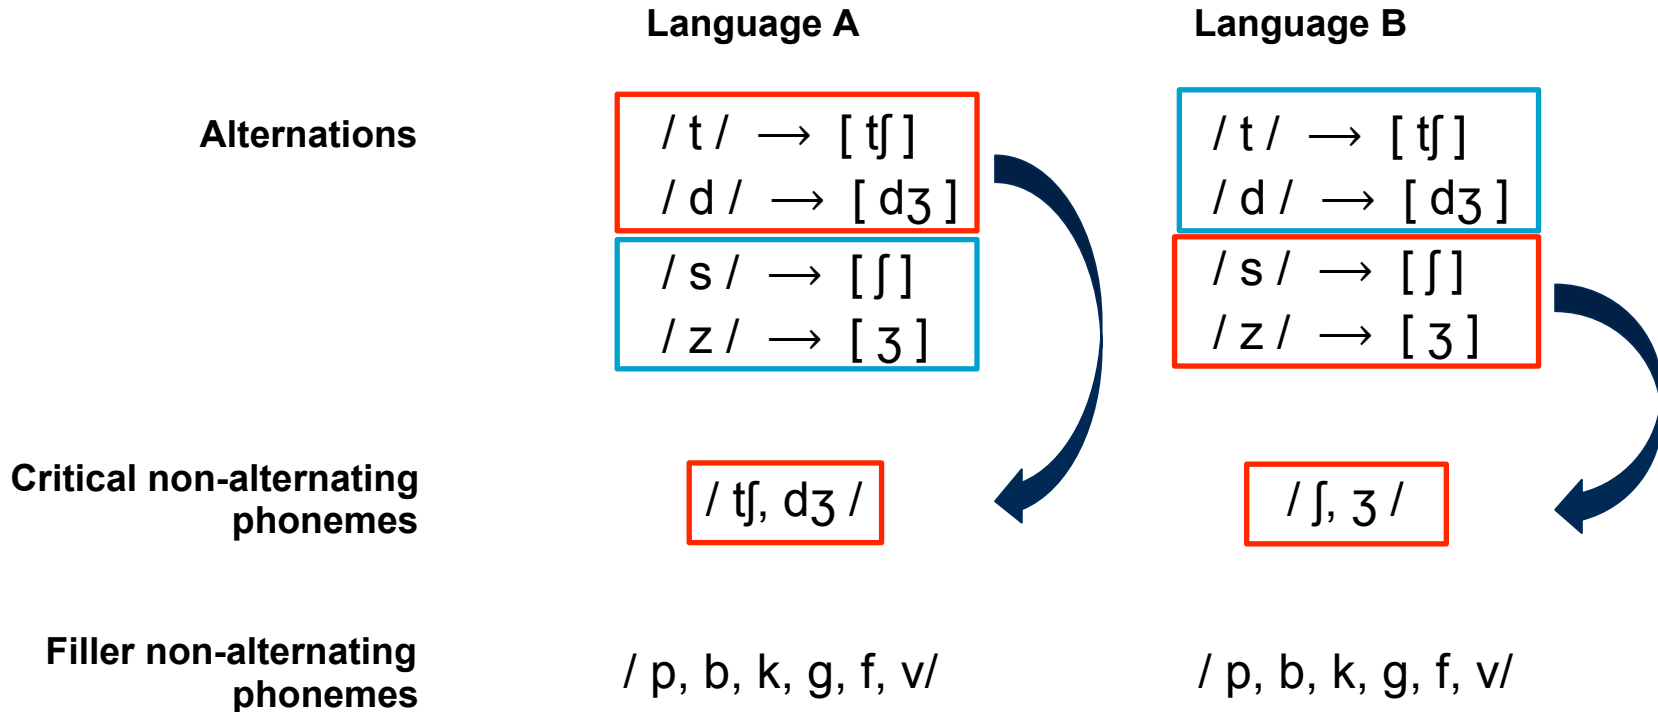 Language A Language B
Alternations
/ t / → [ tʃ ] / t / → [ tʃ ]
/ d / → [ dʒ ] / d / → [ dʒ ]
/ s / → [ ʃ ] / s / → [ ʃ ]
/ z / → [ ʒ ] / z / → [ ʒ ]
Critical non-alternating
phonemes
/ tʃ, dʒ / / ʃ, ʒ /
Filler non-alternating
phonemes
/ p, b, k, g, f, v/ / p, b, k, g, f, v/